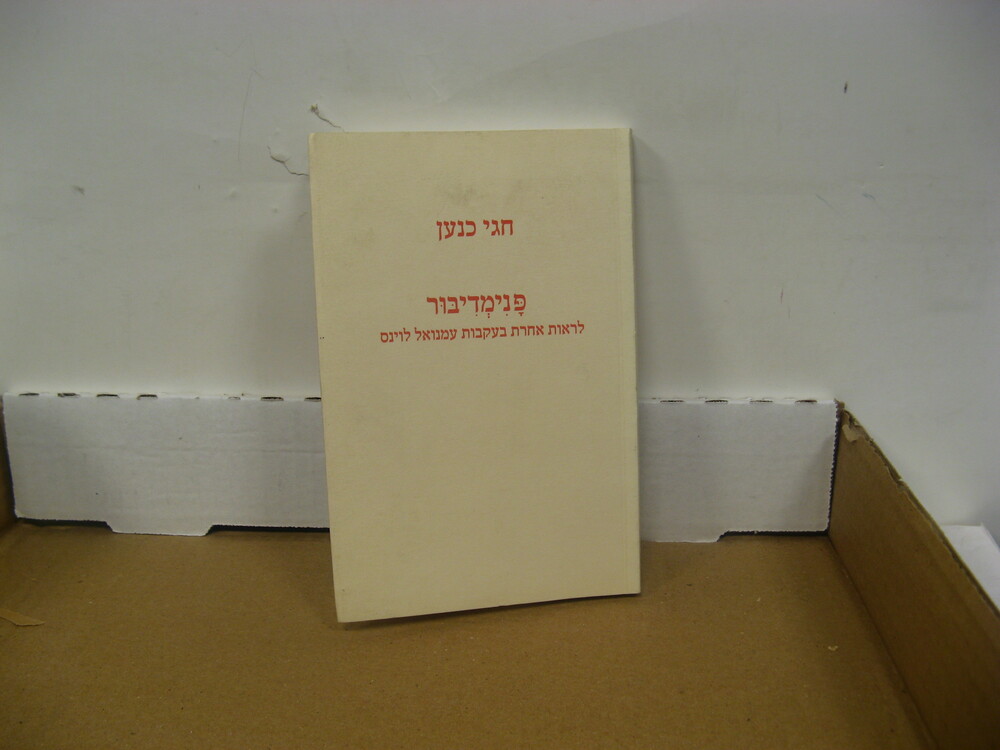 חגי כנען
פָּנִימְדִיבּוּר
לראות אחרת בעקבות עמנואל לוינס